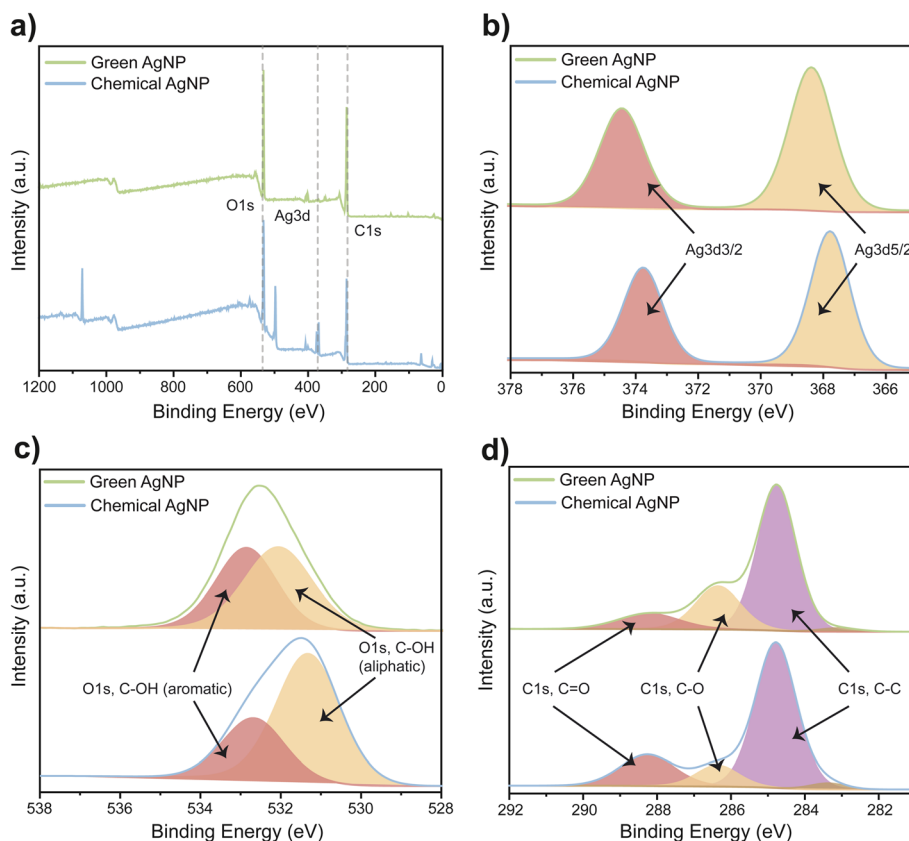 a)
Green AgNP
Chemical AgNP
Intensity (a.u.)
O1s
Ag3d
C1s
1200 1000 800 600 400 200 0
Binding Energy (eV)
b)
Green AgNP
Chemical AgNP
Intensity (a.u.)
Ag3d3/2
Ag3d5/2
378 376 374 372 370 368 366
Binding Energy (eV)
c)
Green AgNP
Chemical AgNP
Intensity (a.u.)
O1s, C-OH (aromatic)
O1s, C-OH
(aliphatic)
538 536 534 532 530 528
Binding Energy (eV)
d)
Green AgNP
Chemical AgNP
Intensity (a.u.)
C1s, C=O
C1s, C-O
C1s, C-C
292 290 288 286 284 282
Binding Energy (eV)